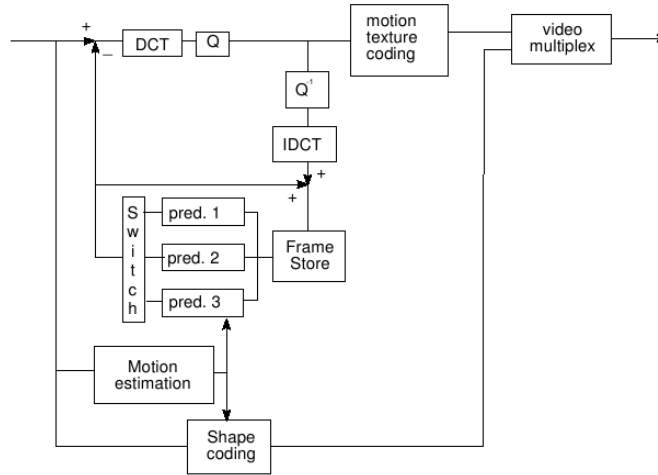 motion
texture
coding
video
multiplex
+
–
DCT
Q
Q⁻¹
IDCT
+
+
Switch
pred. 1
pred. 2
pred. 3
Frame
Store
Motion
estimation
Shape
coding